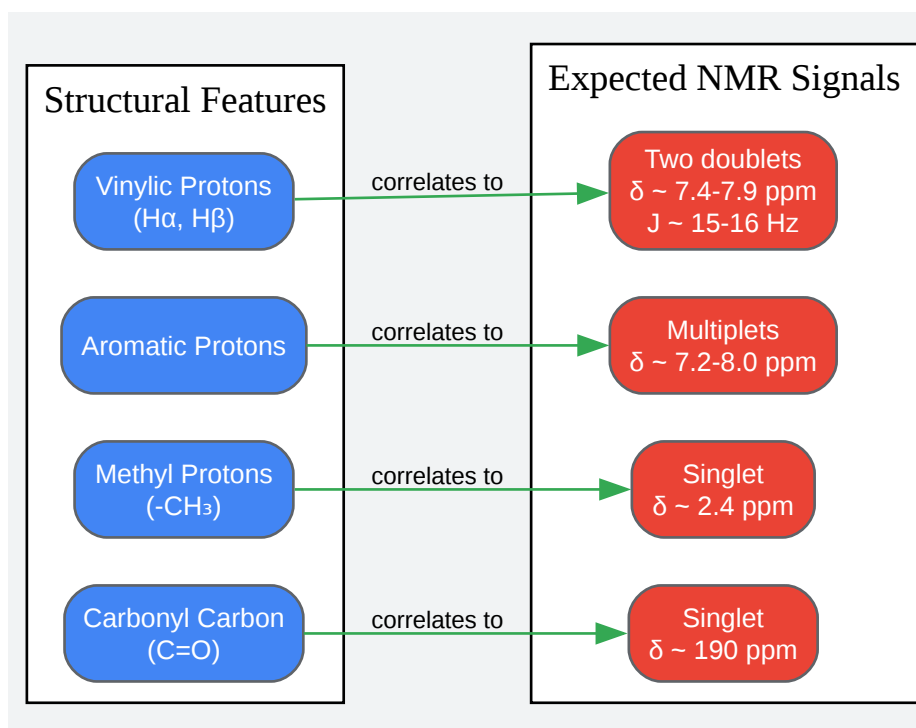 Structural Features
Expected NMR Signals
Vinylic Protons
(Hα, Hβ)
correlates to
Two doublets
δ ~ 7.4-7.9 ppm
J ~ 15-16 Hz
Aromatic Protons
correlates to
Multiplets
δ ~ 7.2-8.0 ppm
Methyl Protons
(-CH₃)
correlates to
Singlet
δ ~ 2.4 ppm
Carbonyl Carbon
(C=O)
correlates to
Singlet
δ ~ 190 ppm